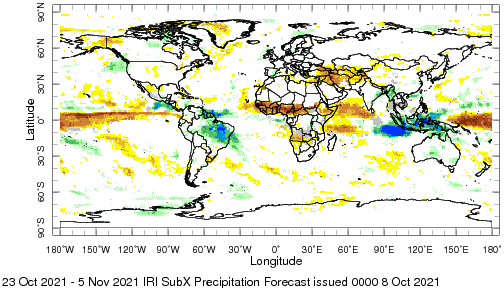 90°N
60°N
30°N
Latitude
0°
30°S
60°S
90°S
180°W 150°W 120°W 90°W 60°W 30°W 0° 30°E 60°E 90°E 120°E 150°E 180°
Longitude
23 Oct 2021 - 5 Nov 2021 IRI SubX Precipitation Forecast issued 0000 8 Oct 2021